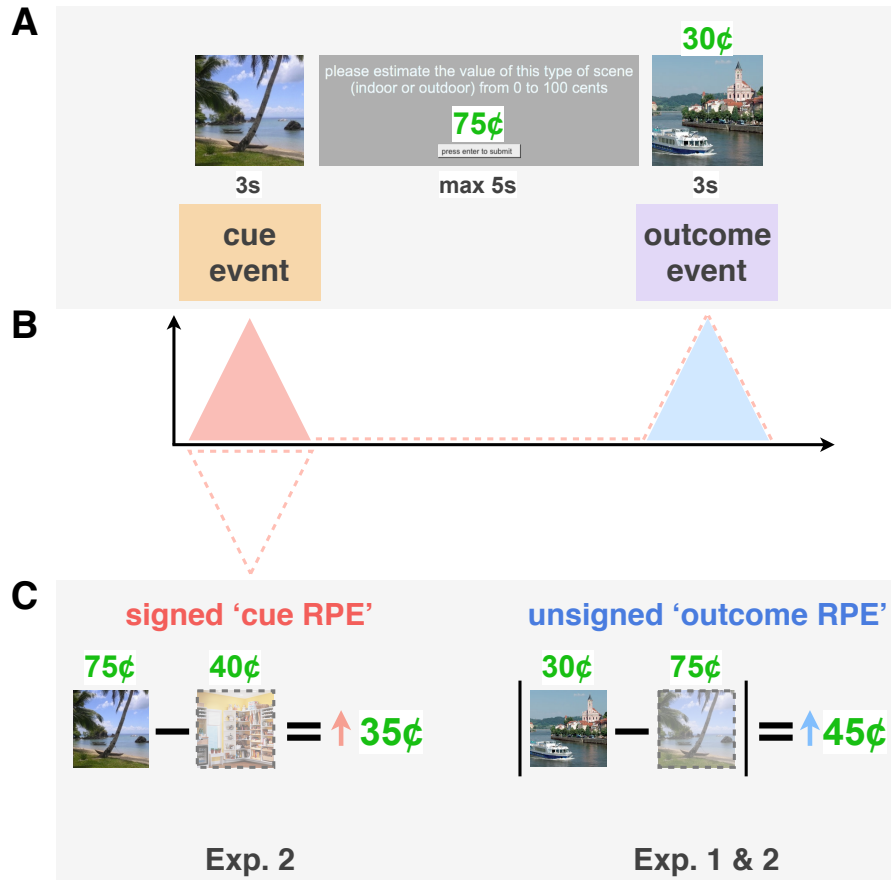 A
30¢
please estimate the value of this type of scene
(indoor or outdoor) from 0 to 100 cents
75¢
press enter to submit
3s
max 5s
3s
cue
event
outcome
event
B
C
signed ‘cue RPE’
unsigned ‘outcome RPE’
75¢
40¢
30¢
75¢
35¢
45¢
Exp. 2
Exp. 1 & 2